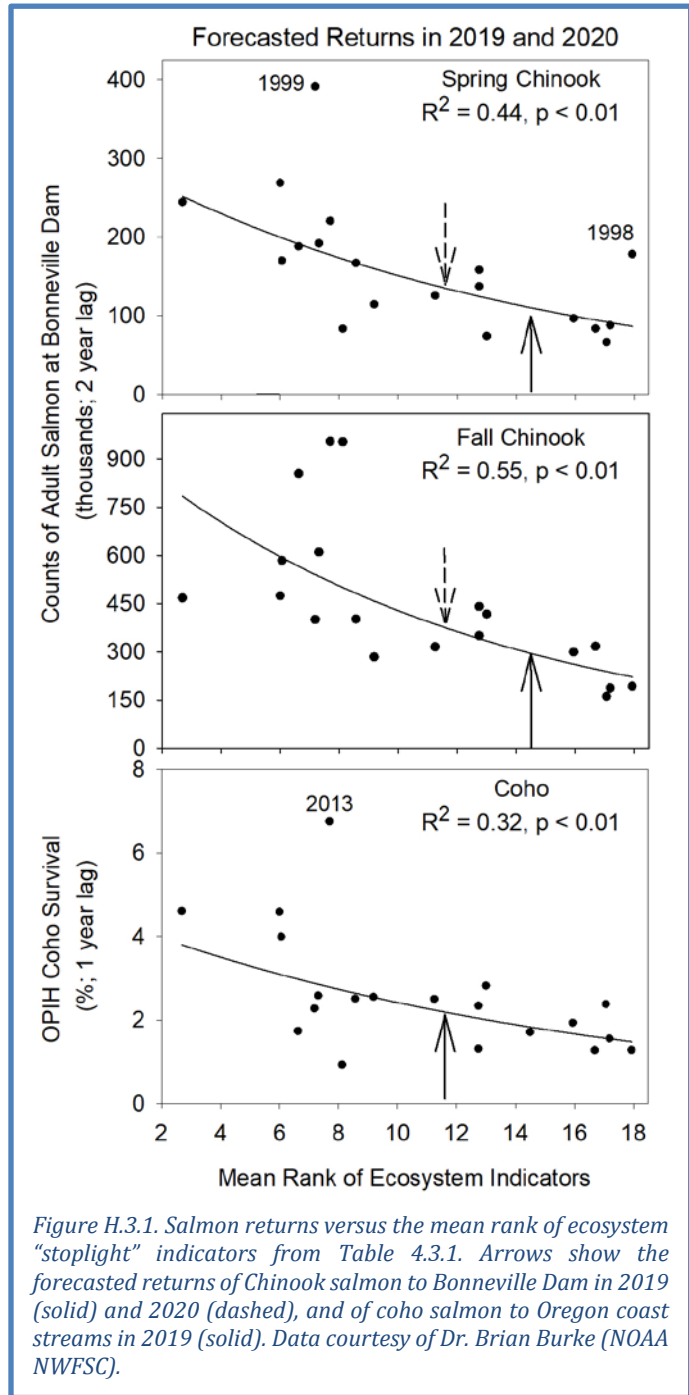 Forecasted Returns in 2019 and 2020
Counts of Adult Salmon at Bonneville Dam
(thousands; 2 year lag)
400
300
200
100
0
1999
Spring Chinook
R² = 0.44, p < 0.01
1998
900
750
600
450
300
150
0
Fall Chinook
R² = 0.55, p < 0.01
OPIH Coho Survival
(%; 1 year lag)
8
6
4
2
0
2013
Coho
R² = 0.32, p < 0.01
2 4 6 8 10 12 14 16 18
Mean Rank of Ecosystem Indicators
Figure H.3.1. Salmon returns versus the mean rank of ecosystem
“stoplight” indicators from Table 4.3.1. Arrows show the
forecasted returns of Chinook salmon to Bonneville Dam in 2019
(solid) and 2020 (dashed), and of coho salmon to Oregon coast
streams in 2019 (solid). Data courtesy of Dr. Brian Burke (NOAA
NWFSC).